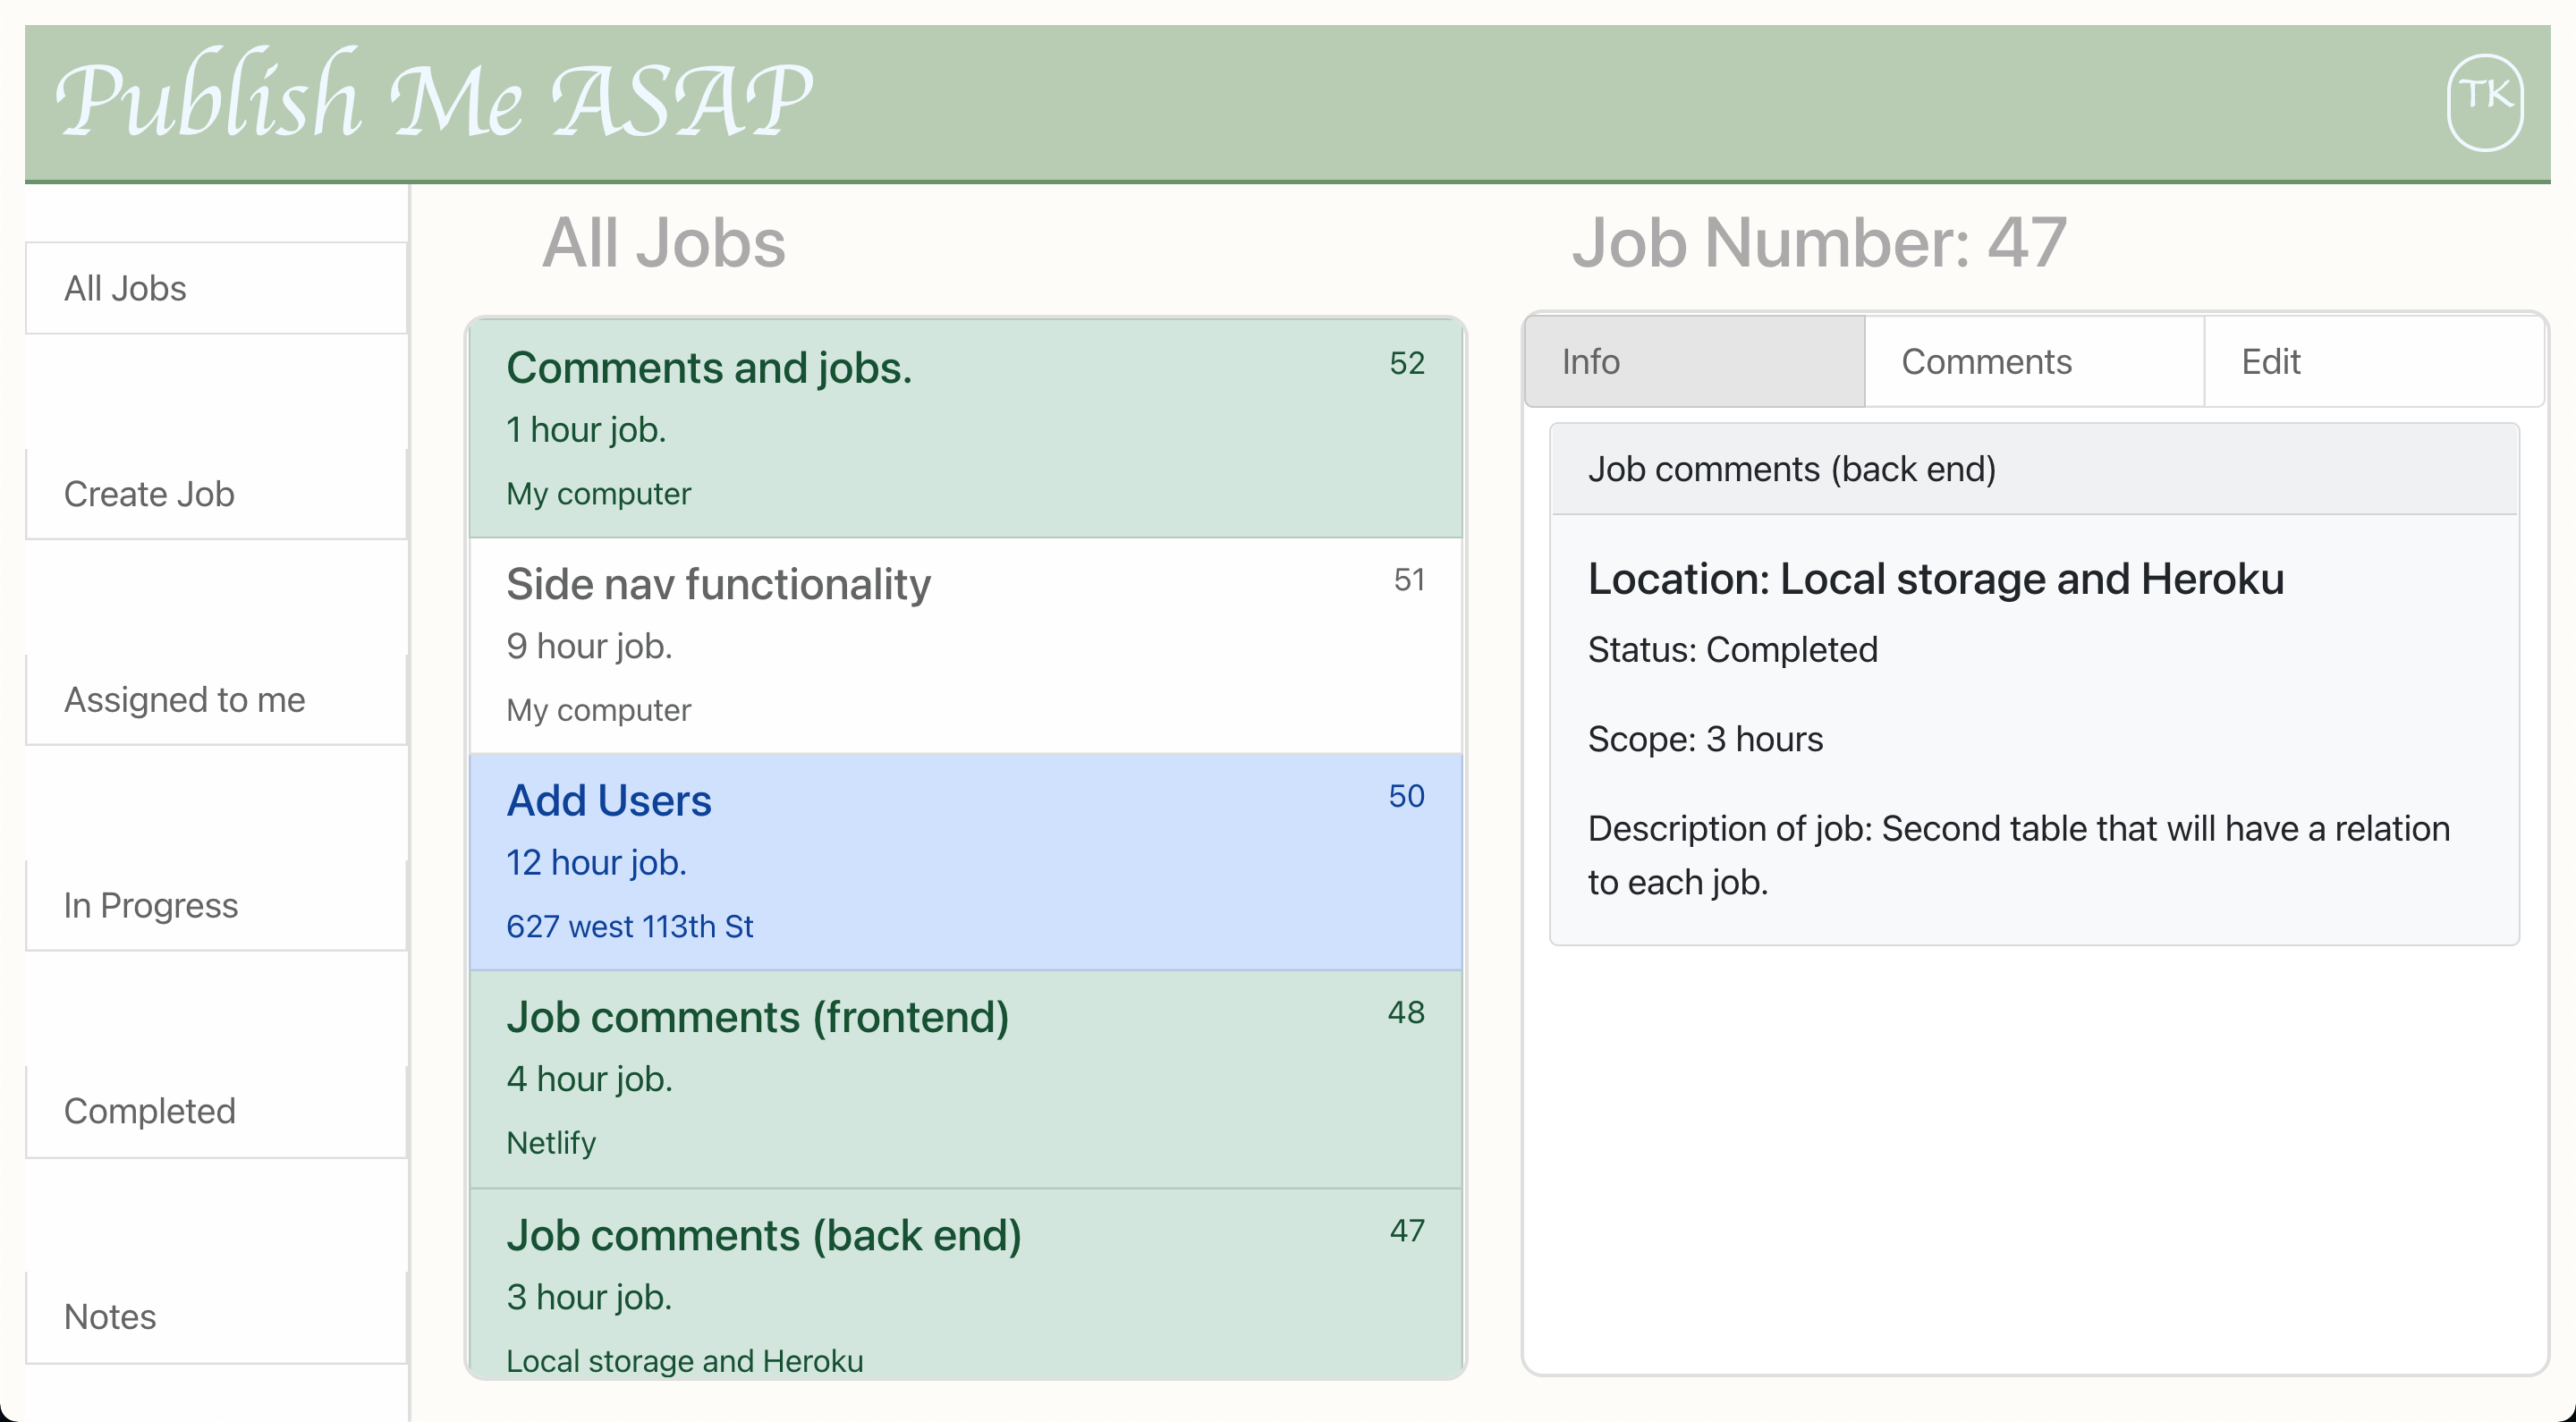 Publish Me ASAP
TK
All Jobs
Create Job
Assigned to me
In Progress
Completed
Notes
All Jobs
Comments and jobs.
52
1 hour job.
My computer
Side nav functionality
51
9 hour job.
My computer
Add Users
50
12 hour job.
627 west 113th St
Job comments (frontend)
48
4 hour job.
Netlify
Job comments (back end)
47
3 hour job.
Local storage and Heroku
Job Number: 47
Info
Comments
Edit
Job comments (back end)
Location: Local storage and Heroku
Status: Completed
Scope: 3 hours
Description of job: Second table that will have a relation
to each job.